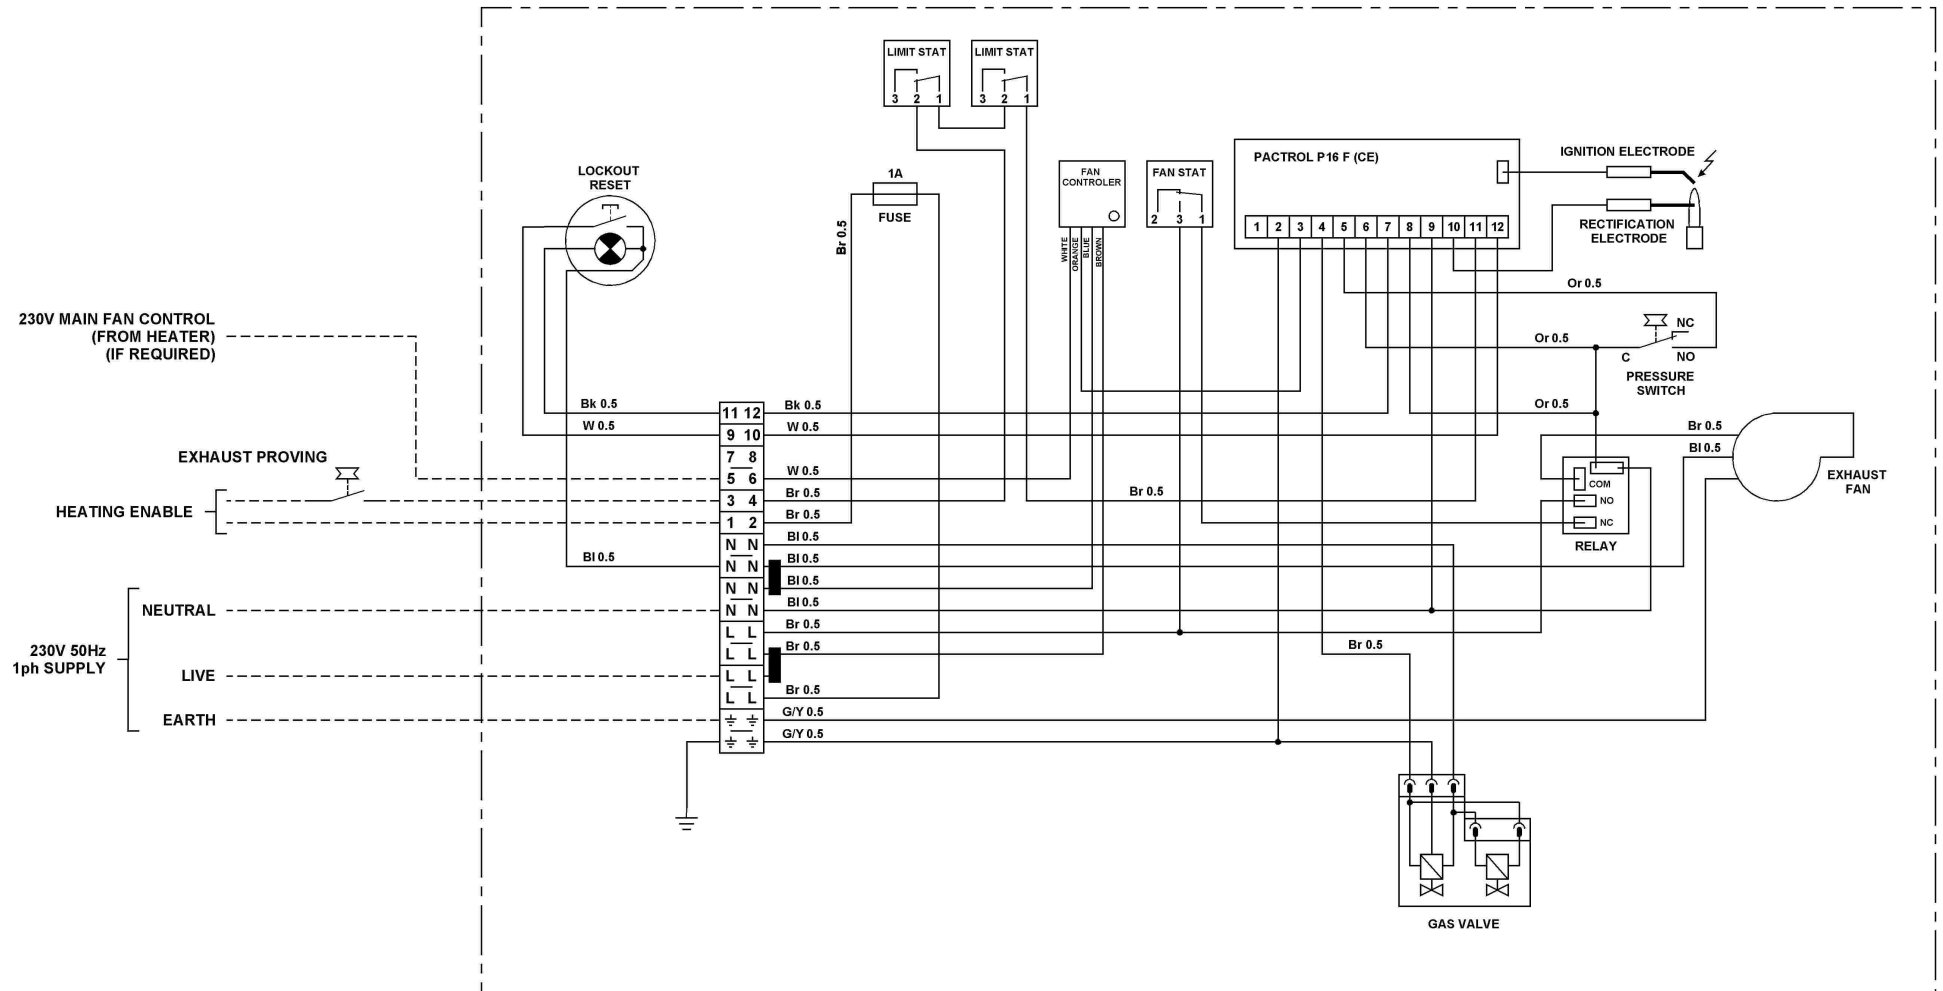 LIMIT STAT
3 2 1
LIMIT STAT
3 2 1
LOCKOUT
RESET
1A
FUSE
Br 0.5
FAN
CONTROLER
WHITE
ORANGE
BLUE
BROWN
FAN STAT
2 3 1
PACTROL P16 F (CE)
1 2 3 4 5 6 7 8 9 10 11 12
IGNITION ELECTRODE
RECTIFICATION
ELECTRODE
Or 0.5
Or 0.5
NC
C
NO
PRESSURE
SWITCH
Or 0.5
230V MAIN FAN CONTROL
(FROM HEATER)
(IF REQUIRED)
EXHAUST PROVING
HEATING ENABLE
NEUTRAL
230V 50Hz
1ph SUPPLY
LIVE
EARTH
Bk 0.5
W 0.5
Bl 0.5
11 12
9 10
7 8
5 6
3 4
1 2
N N
N N
N N
N N
L L
L L
L L
L L
Bk 0.5
W 0.5
W 0.5
Br 0.5
Br 0.5
Bl 0.5
Bl 0.5
Bl 0.5
Bl 0.5
Br 0.5
Br 0.5
Br 0.5
G/Y 0.5
G/Y 0.5
Br 0.5
Br 0.5
Br 0.5
Bl 0.5
COM
NO
NC
RELAY
EXHAUST
FAN
GAS VALVE